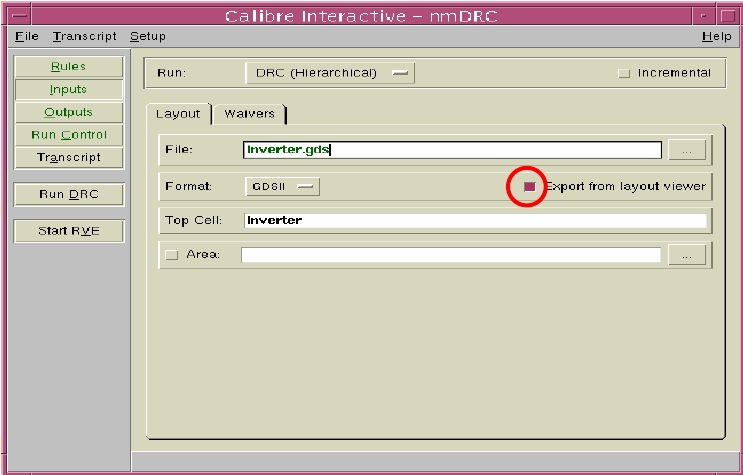 Calibre Interactive - nmDRC
File Transcript Setup Help
Rules
Inputs
Outputs
Run Control
Transcript
Run DRC
Start RVE
Run: DRC (Hierarchical) Incremental
Layout Waivers
File: Inverter.gds ...
Format: GDSII Export from layout viewer
Top Cell: Inverter
Area: ...